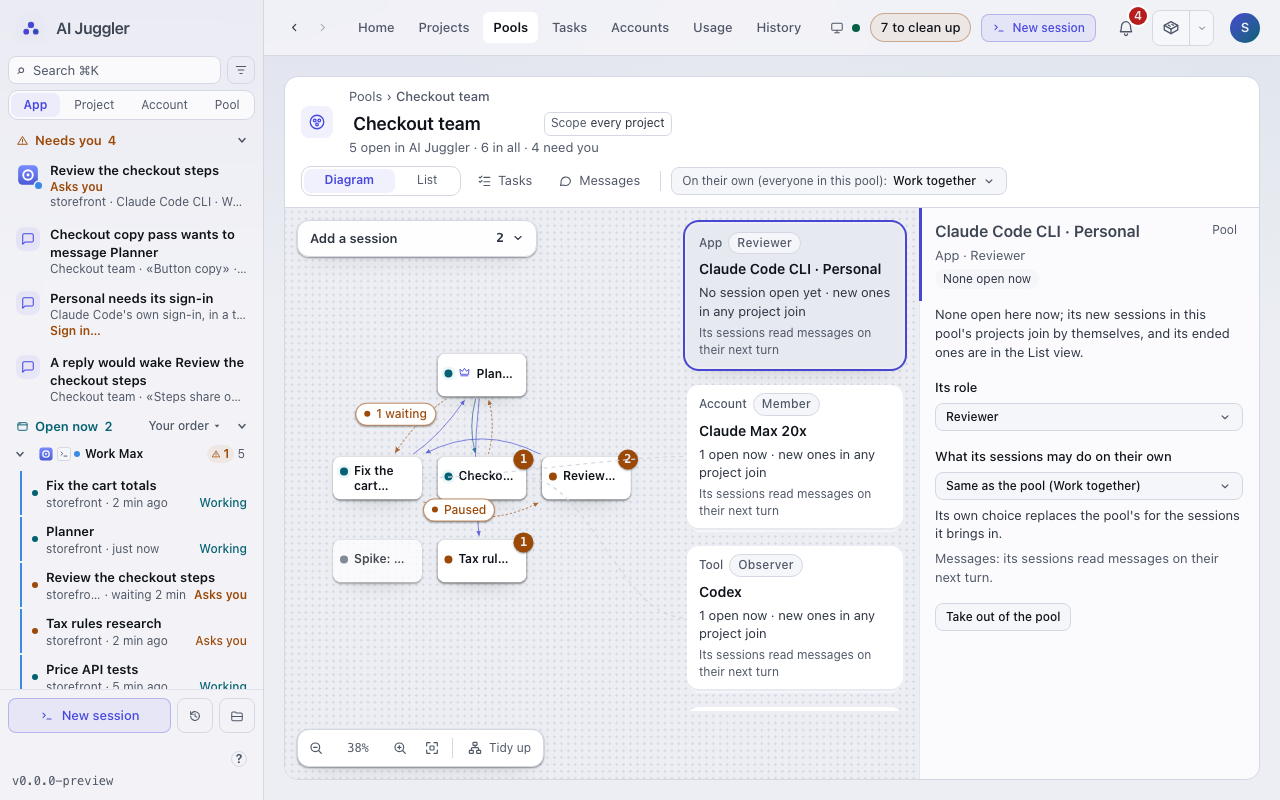 AI Juggler
Search ⌘K
App
Project
Account
Pool
Needs you 4
Review the checkout steps
Asks you
storefront · Claude Code CLI · W...
Checkout copy pass wants to
message Planner
Checkout team · «Button copy» ·...
Personal needs its sign-in
Claude Code's own sign-in, in a t...
Sign in...
A reply would wake Review the
checkout steps
Checkout team · «Steps share o...
Open now 2
Your order
Work Max
1
5
Fix the cart totals
storefront · 2 min ago
Working
Planner
storefront · just now
Working
Review the checkout steps
storefro... · waiting 2 min
Asks you
Tax rules research
storefront · 2 min ago
Asks you
Price API tests
storefront · 5 min ago
Working
New session
?
v0.0.0-preview
Home
Projects
Pools
Tasks
Accounts
Usage
History
7 to clean up
New session
4
S
Pools › Checkout team
Checkout team
Scope every project
5 open in AI Juggler · 6 in all · 4 need you
Diagram
List
Tasks
Messages
On their own (everyone in this pool): Work together
Add a session
2
Plan...
1 waiting
Fix the
cart...
Checko...
1
Review...
2
Paused
Spike: ...
Tax rul...
1
38%
Tidy up
App
Reviewer
Claude Code CLI · Personal
No session open yet · new ones
in any project join
Its sessions read messages on
their next turn
Account
Member
Claude Max 20x
1 open now · new ones in any
project join
Its sessions read messages on
their next turn
Tool
Observer
Codex
1 open now · new ones in any
project join
Its sessions read messages on
their next turn
Claude Code CLI · Personal
Pool
App · Reviewer
None open now
None open here now; its new sessions in this
pool's projects join by themselves, and its ended
ones are in the List view.
Its role
Reviewer
What its sessions may do on their own
Same as the pool (Work together)
Its own choice replaces the pool's for the sessions
it brings in.
Messages: its sessions read messages on their
next turn.
Take out of the pool